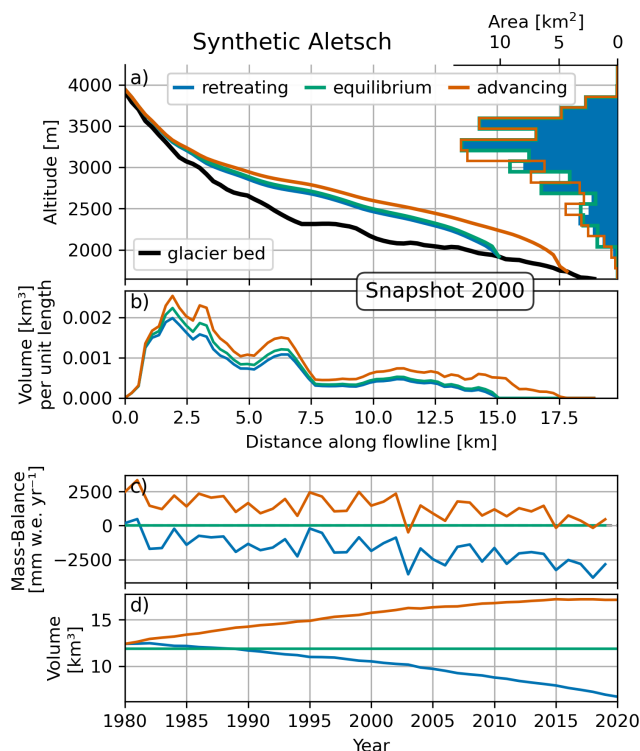 Synthetic Aletsch
Area [km²]
10 5 0
a)
retreating equilibrium advancing
4000
3500
3000
2500
2000
Altitude
[m]
glacier bed
Snapshot 2000
b)
0.002
0.001
0.000
Volume [km³]
per unit length
0.0 2.5 5.0 7.5 10.0 12.5 15.0 17.5
Distance along flowline [km]
c)
2500
0
−2500
Mass-Balance
[mm w.e. yr⁻¹]
d)
15
10
Volume
[km³]
1980 1985 1990 1995 2000 2005 2010 2015 2020
Year